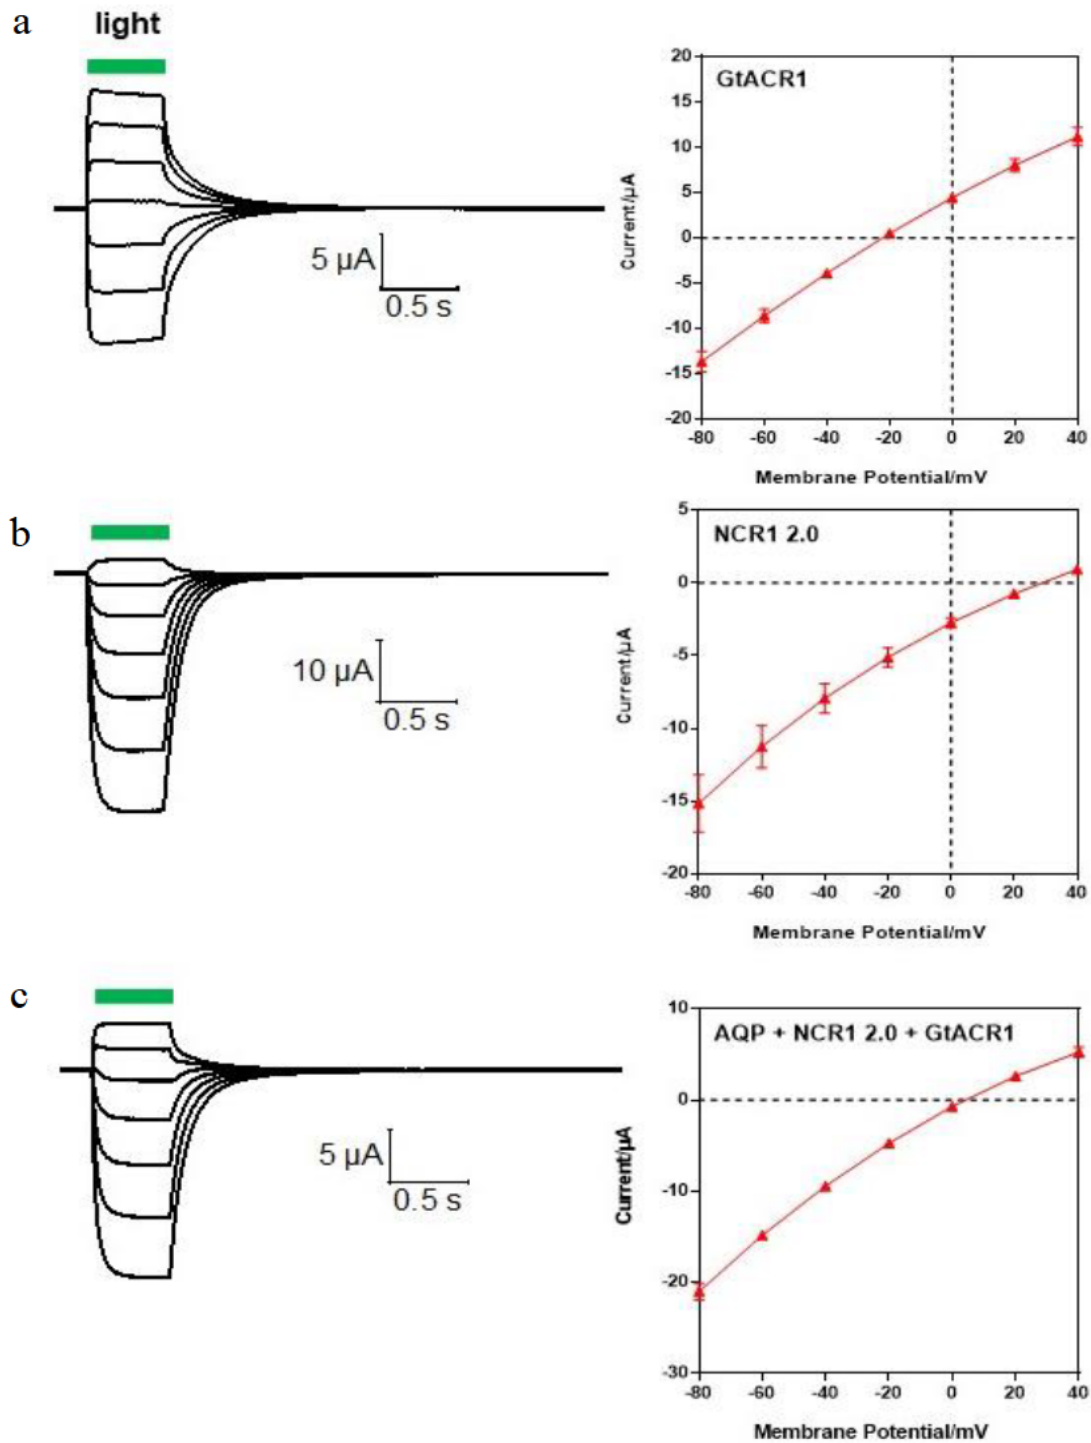 a
light
5 µA
0.5 s
GtACR1
20
15
10
5
0
-5
-10
-15
-20
Current/µA
-80 -60 -40 -20 0 20 40
Membrane Potential/mV
b
10 µA
0.5 s
NCR1 2.0
5
0
-5
-10
-15
-20
Current/µA
-80 -60 -40 -20 0 20 40
Membrane Potential/mV
c
5 µA
0.5 s
AQP + NCR1 2.0 + GtACR1
10
0
-10
-20
-30
Current/µA
-80 -60 -40 -20 0 20 40
Membrane Potential/mV